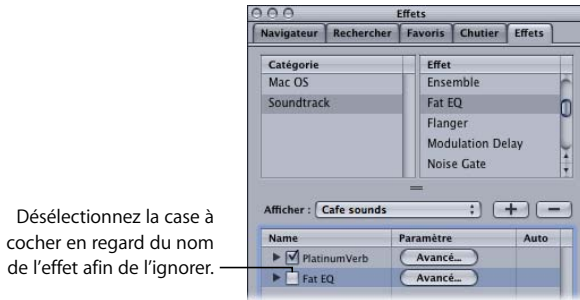 Effets
Navigateur Rechercher Favoris Chutier Effets
Catégorie Effet
Mac OS Ensemble
Soundtrack Fat EQ
Flanger
Modulation Delay
Noise Gate
Afficher : Cafe sounds + −
Name Paramètre Auto
PlatinumVerb Avancé...
Fat EQ Avancé...
Désélectionnez la case à
cocher en regard du nom
de l’effet afin de l’ignorer.